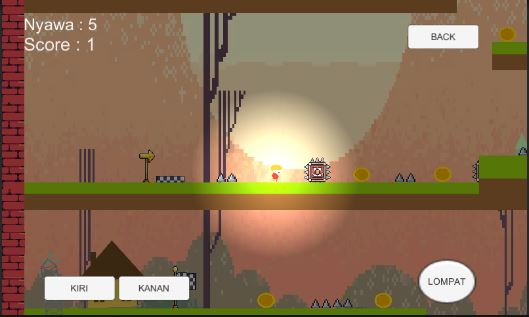 Nyawa : 5
Score : 1
BACK
KIRI
KANAN
LOMPAT